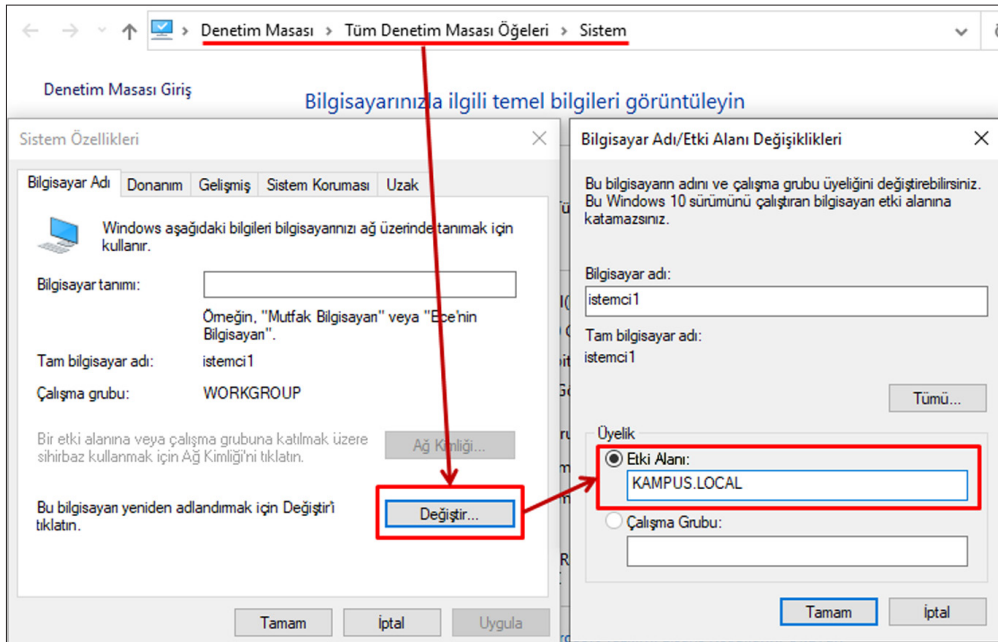 Denetim Masası > Tüm Denetim Masası Öğeleri > Sistem
Denetim Masası Giriş
Bilgisayarınızla ilgili temel bilgileri görüntüleyin
Sistem Özellikleri
Bilgisayar Adı Donanım Gelişmiş Sistem Koruması Uzak
Windows aşağıdaki bilgileri bilgisayarınızı ağ üzerinde tanımak için
kullanır.
Bilgisayar tanımı:
Örneğin, "Mutfak Bilgisayarı" veya "Ece'nin
Bilgisayarı".
Tam bilgisayar adı: istemci1
Çalışma grubu: WORKGROUP
Bir etki alanına veya çalışma grubuna katılmak üzere
sihirbaz kullanmak için Ağ Kimliği'ni tıklatın.
Ağ Kimliği...
Bu bilgisayarı yeniden adlandırmak için Değiştir'i
tıklatın.
Değiştir...
Tamam İptal Uygula
Bilgisayar Adı/Etki Alanı Değişiklikleri
Bu bilgisayarın adını ve çalışma grubu üyeliğini değiştirebilirsiniz.
Bu Windows 10 sürümünü çalıştıran bilgisayarı etki alanına
katamazsınız.
Bilgisayar adı:
istemci1
Tam bilgisayar adı:
istemci1
Tümü...
Üyelik
Etki Alanı:
KAMPUS.LOCAL
Çalışma Grubu:
Tamam İptal